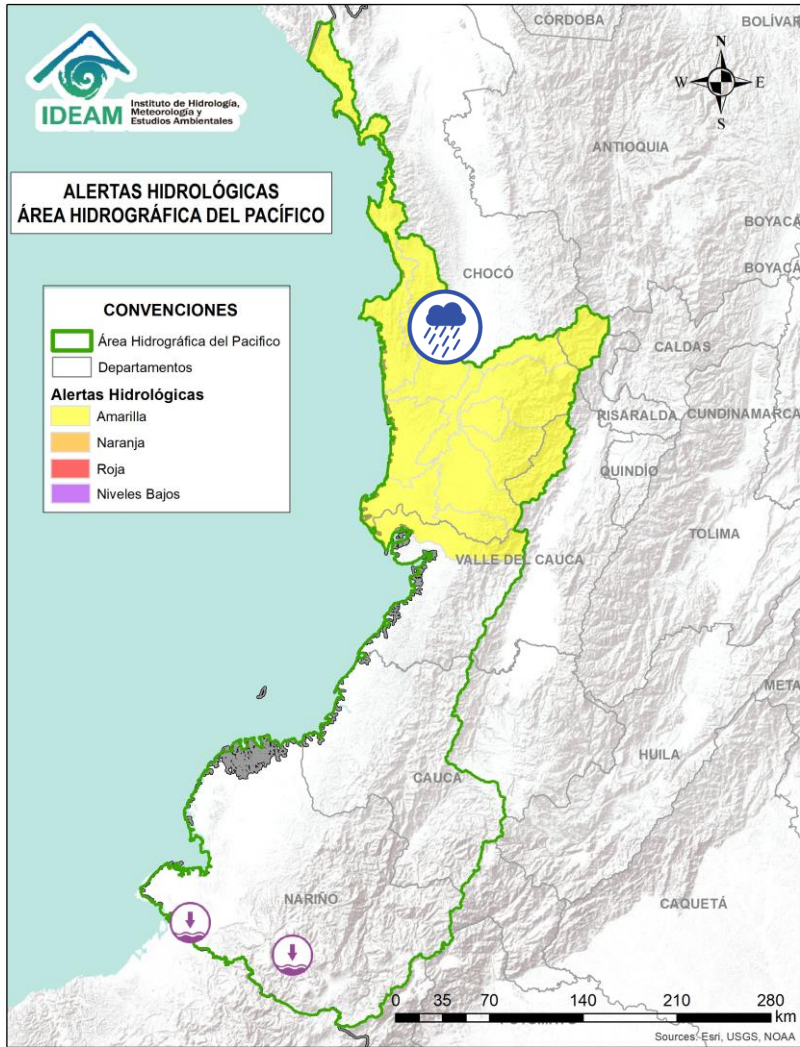 CÓRDOBA
BOLÍVAR
IDEAM
Instituto de Hidrología,
Meteorología y
Estudios Ambientales
N
W
E
S
ANTIOQUIA
ALERTAS HIDROLÓGICAS
ÁREA HIDROGRÁFICA DEL PACÍFICO
BOYACÁ
BOYACÁ
CHOCÓ
CONVENCIONES
Área Hidrográfica del Pacifico
Departamentos
Alertas Hidrológicas
Amarilla
Naranja
Roja
Niveles Bajos
CALDAS
RISARALDA
CUNDINAMARCA
QUINDÍO
TOLIMA
VALLE DEL CAUCA
META
HUILA
CAUCA
NARIÑO
CAQUETÁ
0 35 70 140 210 280
km
Sources: Esri, USGS, NOAA